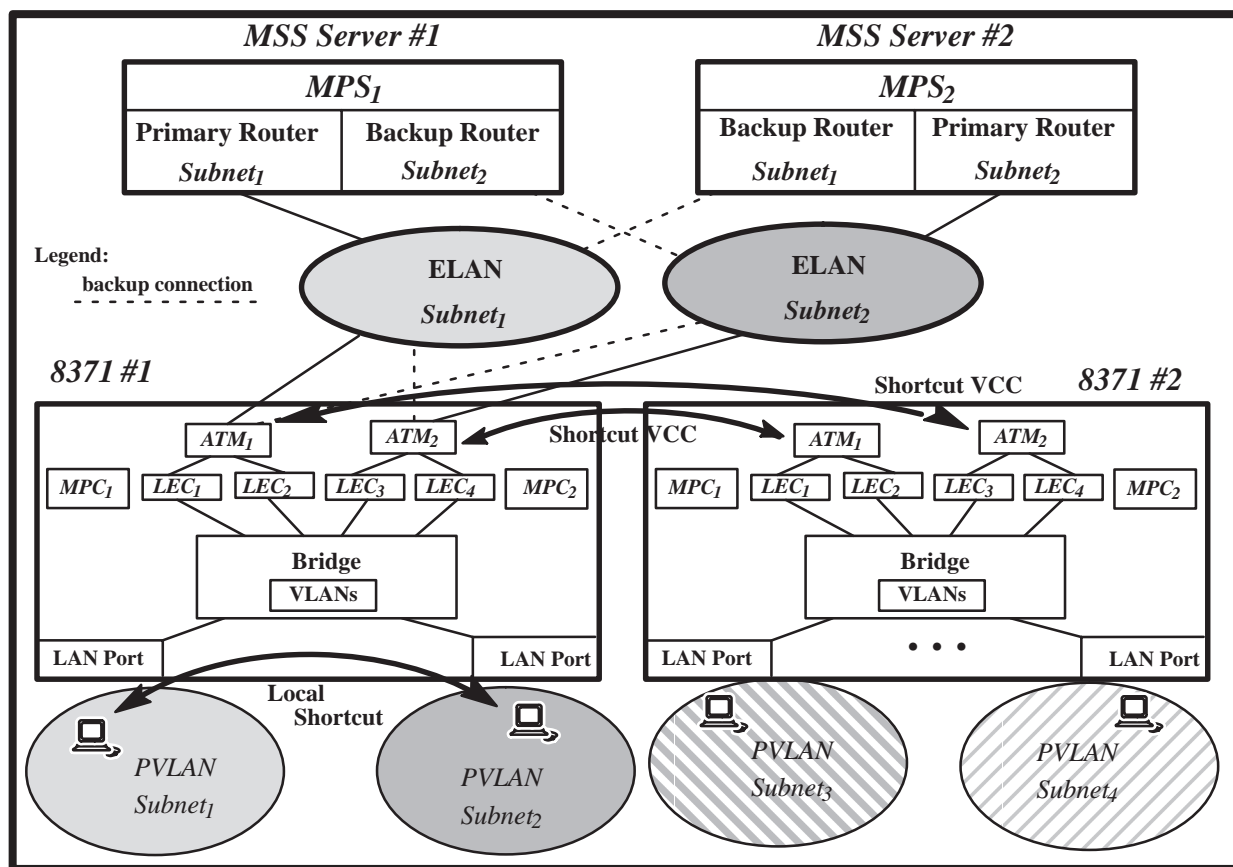 MSS Server #1
MSS Server #2
MPS1
MPS2
Primary Router
Subnet1
Backup Router
Subnet2
Backup Router
Subnet1
Primary Router
Subnet2
Legend:
backup connection
ELAN
Subnet1
ELAN
Subnet2
8371 #1
8371 #2
Shortcut VCC
Shortcut VCC
ATM1
ATM2
ATM1
ATM2
MPC1
LEC1
LEC2
LEC3
LEC4
MPC2
MPC1
LEC1
LEC2
LEC3
LEC4
MPC2
Bridge
VLANs
Bridge
VLANs
LAN Port
LAN Port
LAN Port
• • •
LAN Port
Local
Shortcut
PVLAN
Subnet1
PVLAN
Subnet2
PVLAN
Subnet3
PVLAN
Subnet4